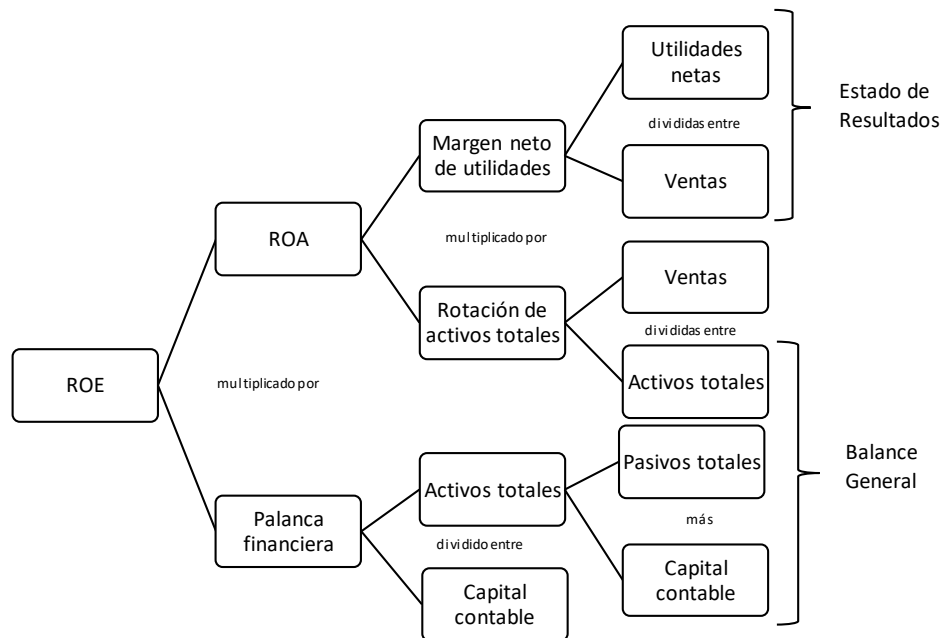 Utilidades
netas
divididas entre
Ventas
Estado de
Resultados
Margen neto
de utilidades
ROA
multiplicado por
Ventas
Rotación de
activos totales
divididas entre
Activos totales
ROE
multiplicado por
Palanca
financiera
Activos totales
dividido entre
Capital
contable
Pasivos totales
más
Capital
contable
Balance
General